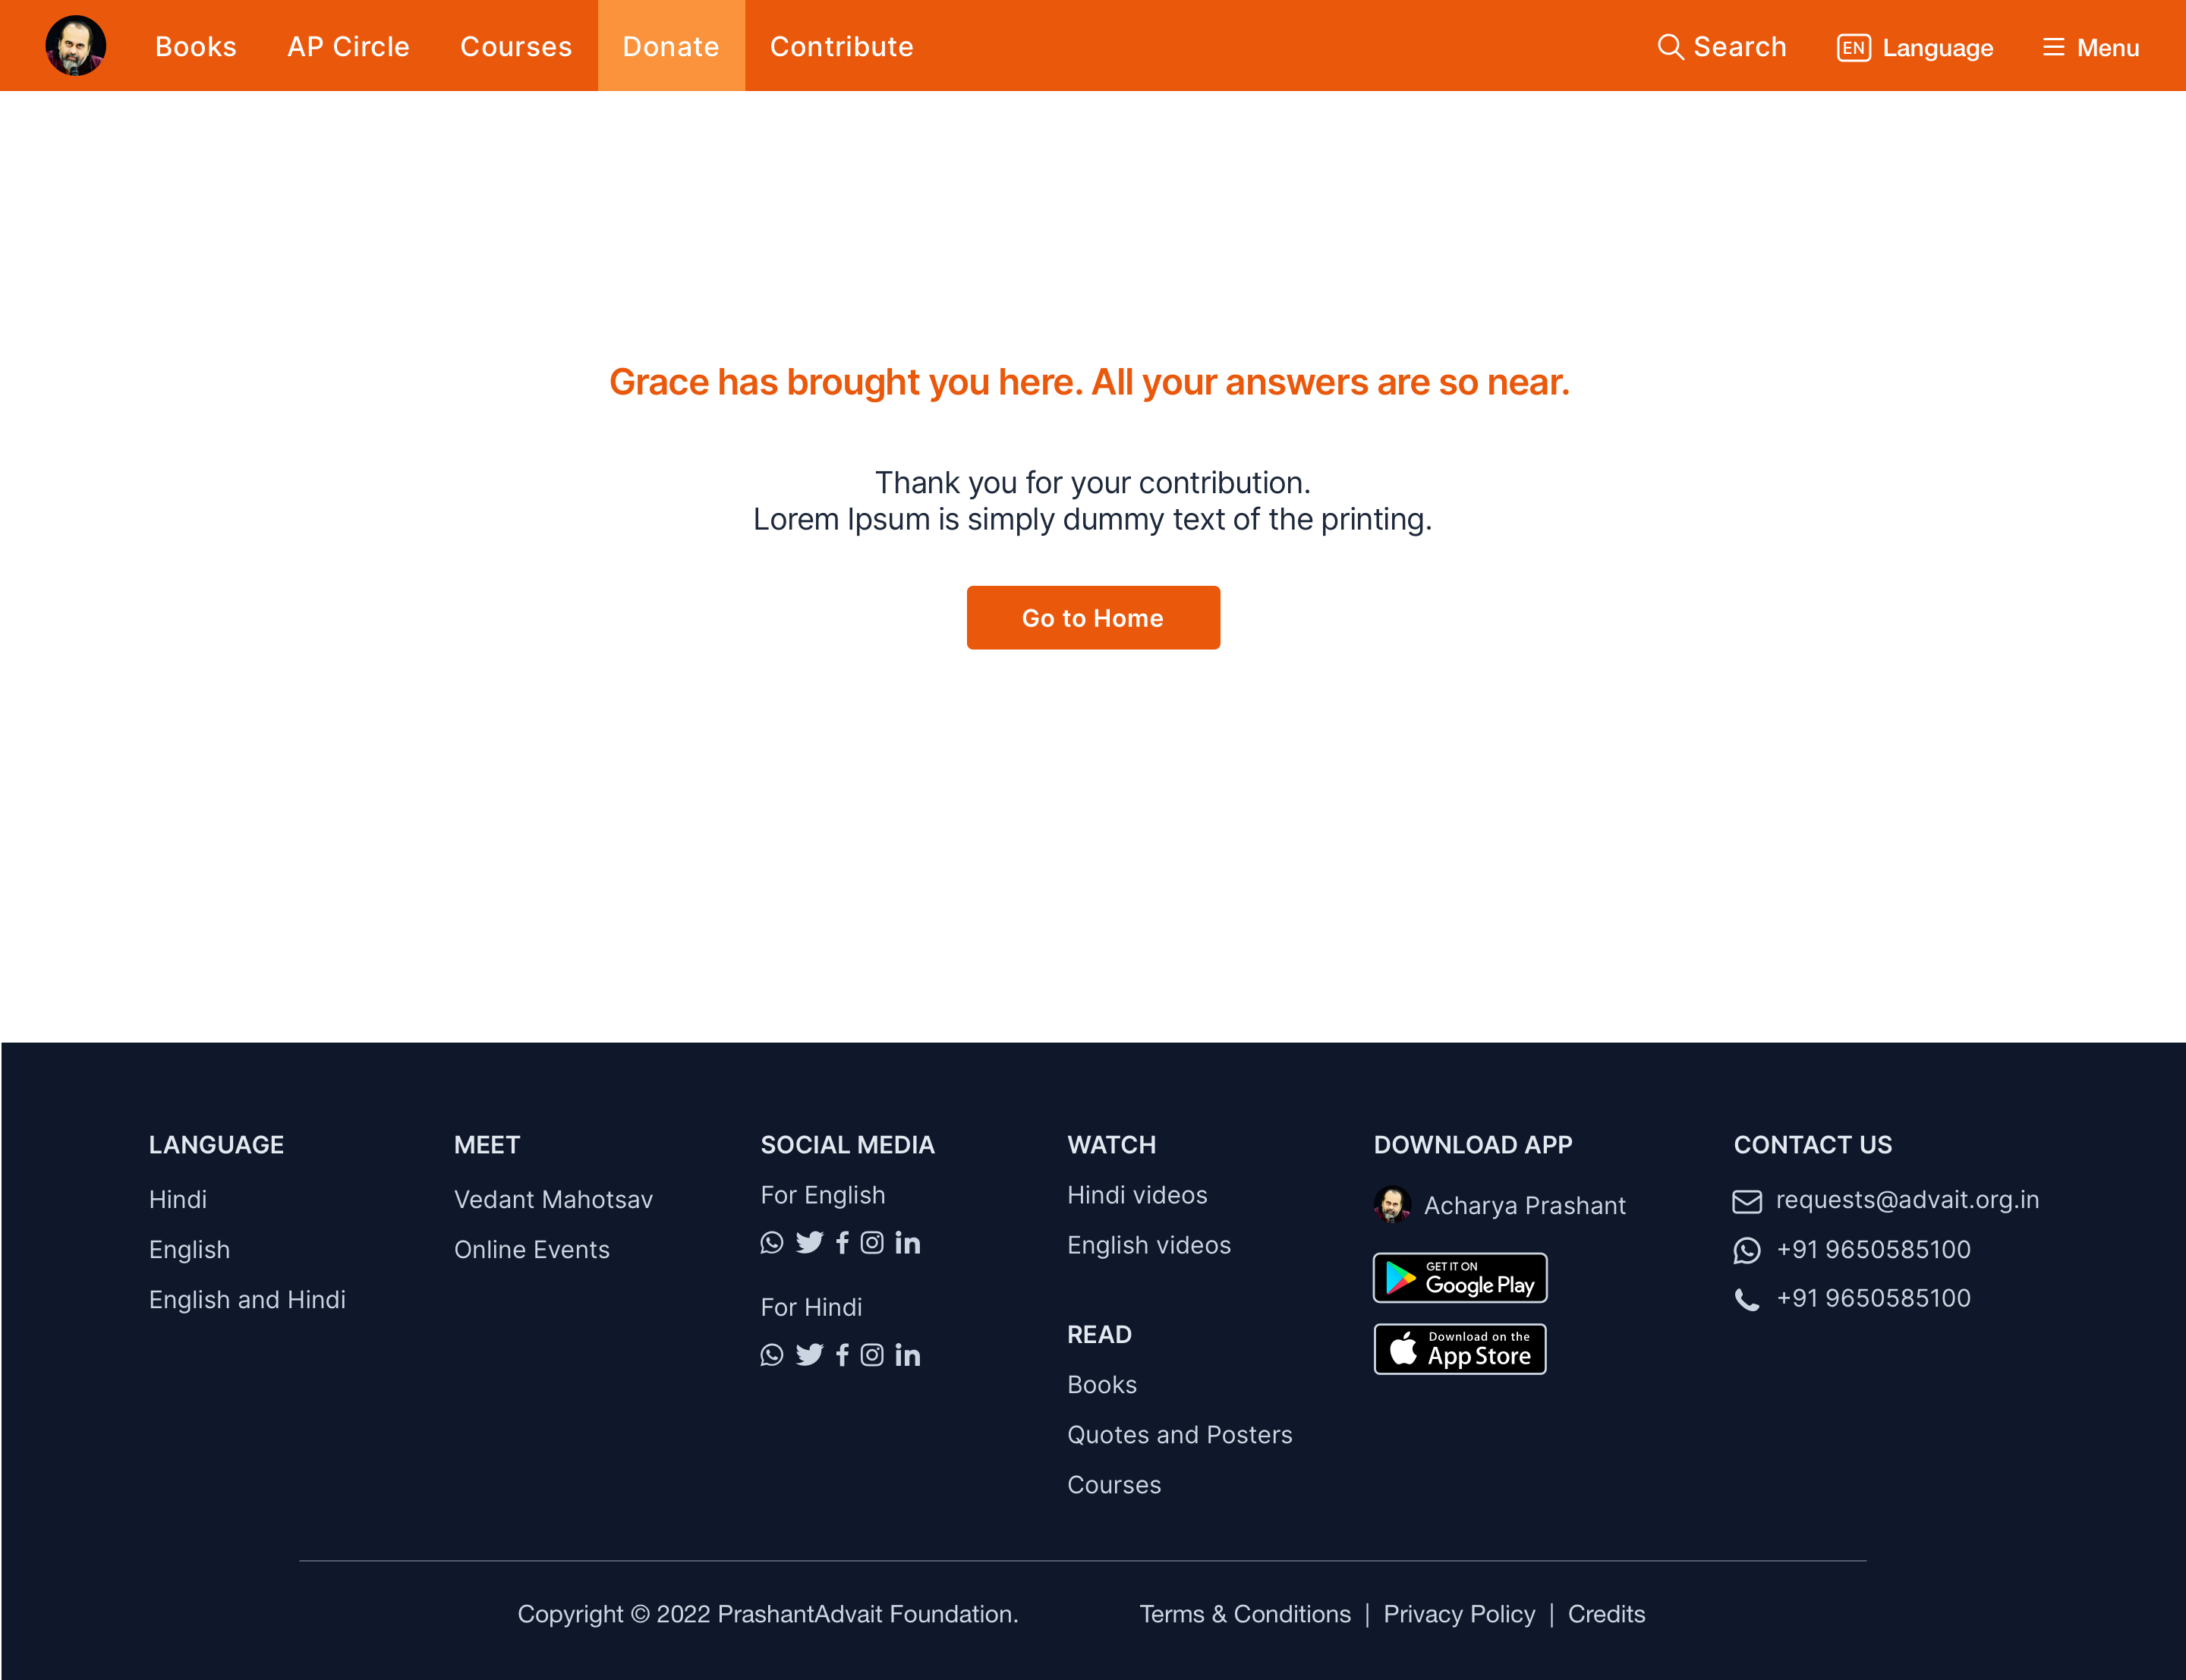 Books AP Circle Courses Donate Contribute Search EN Language Menu
Grace has brought you here. All your answers are so near.
Thank you for your contribution.
Lorem Ipsum is simply dummy text of the printing.
Go to Home
LANGUAGE
Hindi
English
English and Hindi
MEET
Vedant Mahotsav
Online Events
SOCIAL MEDIA
For English
For Hindi
WATCH
Hindi videos
English videos
READ
Books
Quotes and Posters
Courses
DOWNLOAD APP
Acharya Prashant
GET IT ON
Google Play
Download on the
App Store
CONTACT US
requests@advait.org.in
+91 9650585100
+91 9650585100
Copyright © 2022 PrashantAdvait Foundation. Terms & Conditions | Privacy Policy | Credits